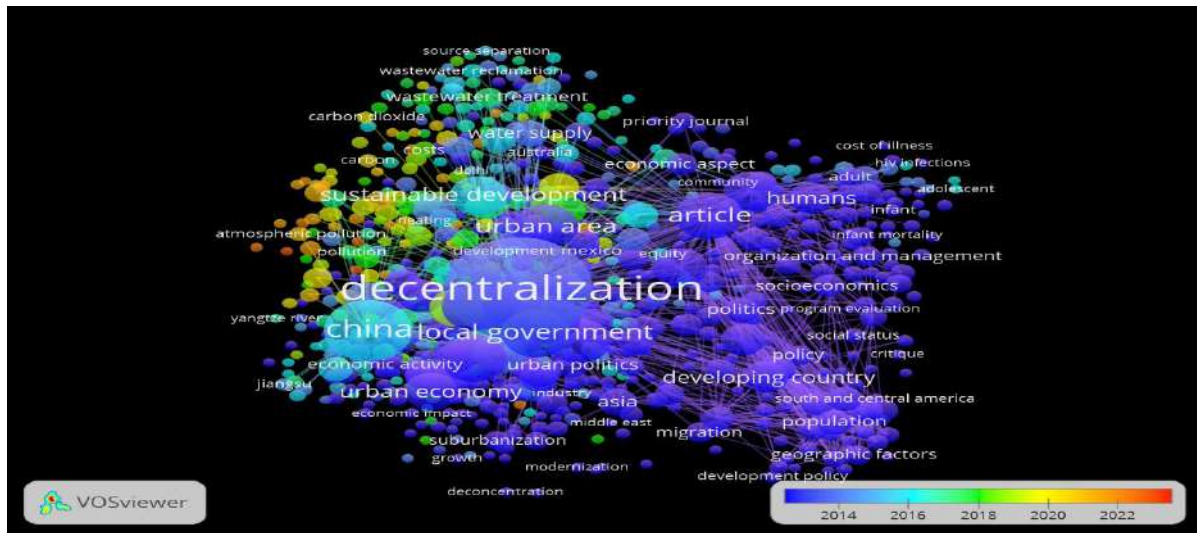 source separation
wastewater reclamation
wastewater treatment
carbon dioxide
priority journal
water supply
costs
australia
cost of illness
carbon
economic aspect
hiv infections
delhi
community
adult
adolescent
sustainable development
humans
article
infant
heating
urban area
atmospheric pollution
infant mortality
pollution
development
mexico
equity
organization and management
decentralization
socioeconomics
politics
program evaluation
yangtze river
china
local government
social status
policy
critique
economic activity
urban politics
jiangsu
developing country
urban economy
industry
asia
south and central america
economic impact
middle east
population
suburbanization
migration
growth
geographic factors
modernization
development policy
deconcentration
VOSviewer
2014 2016 2018 2020 2022